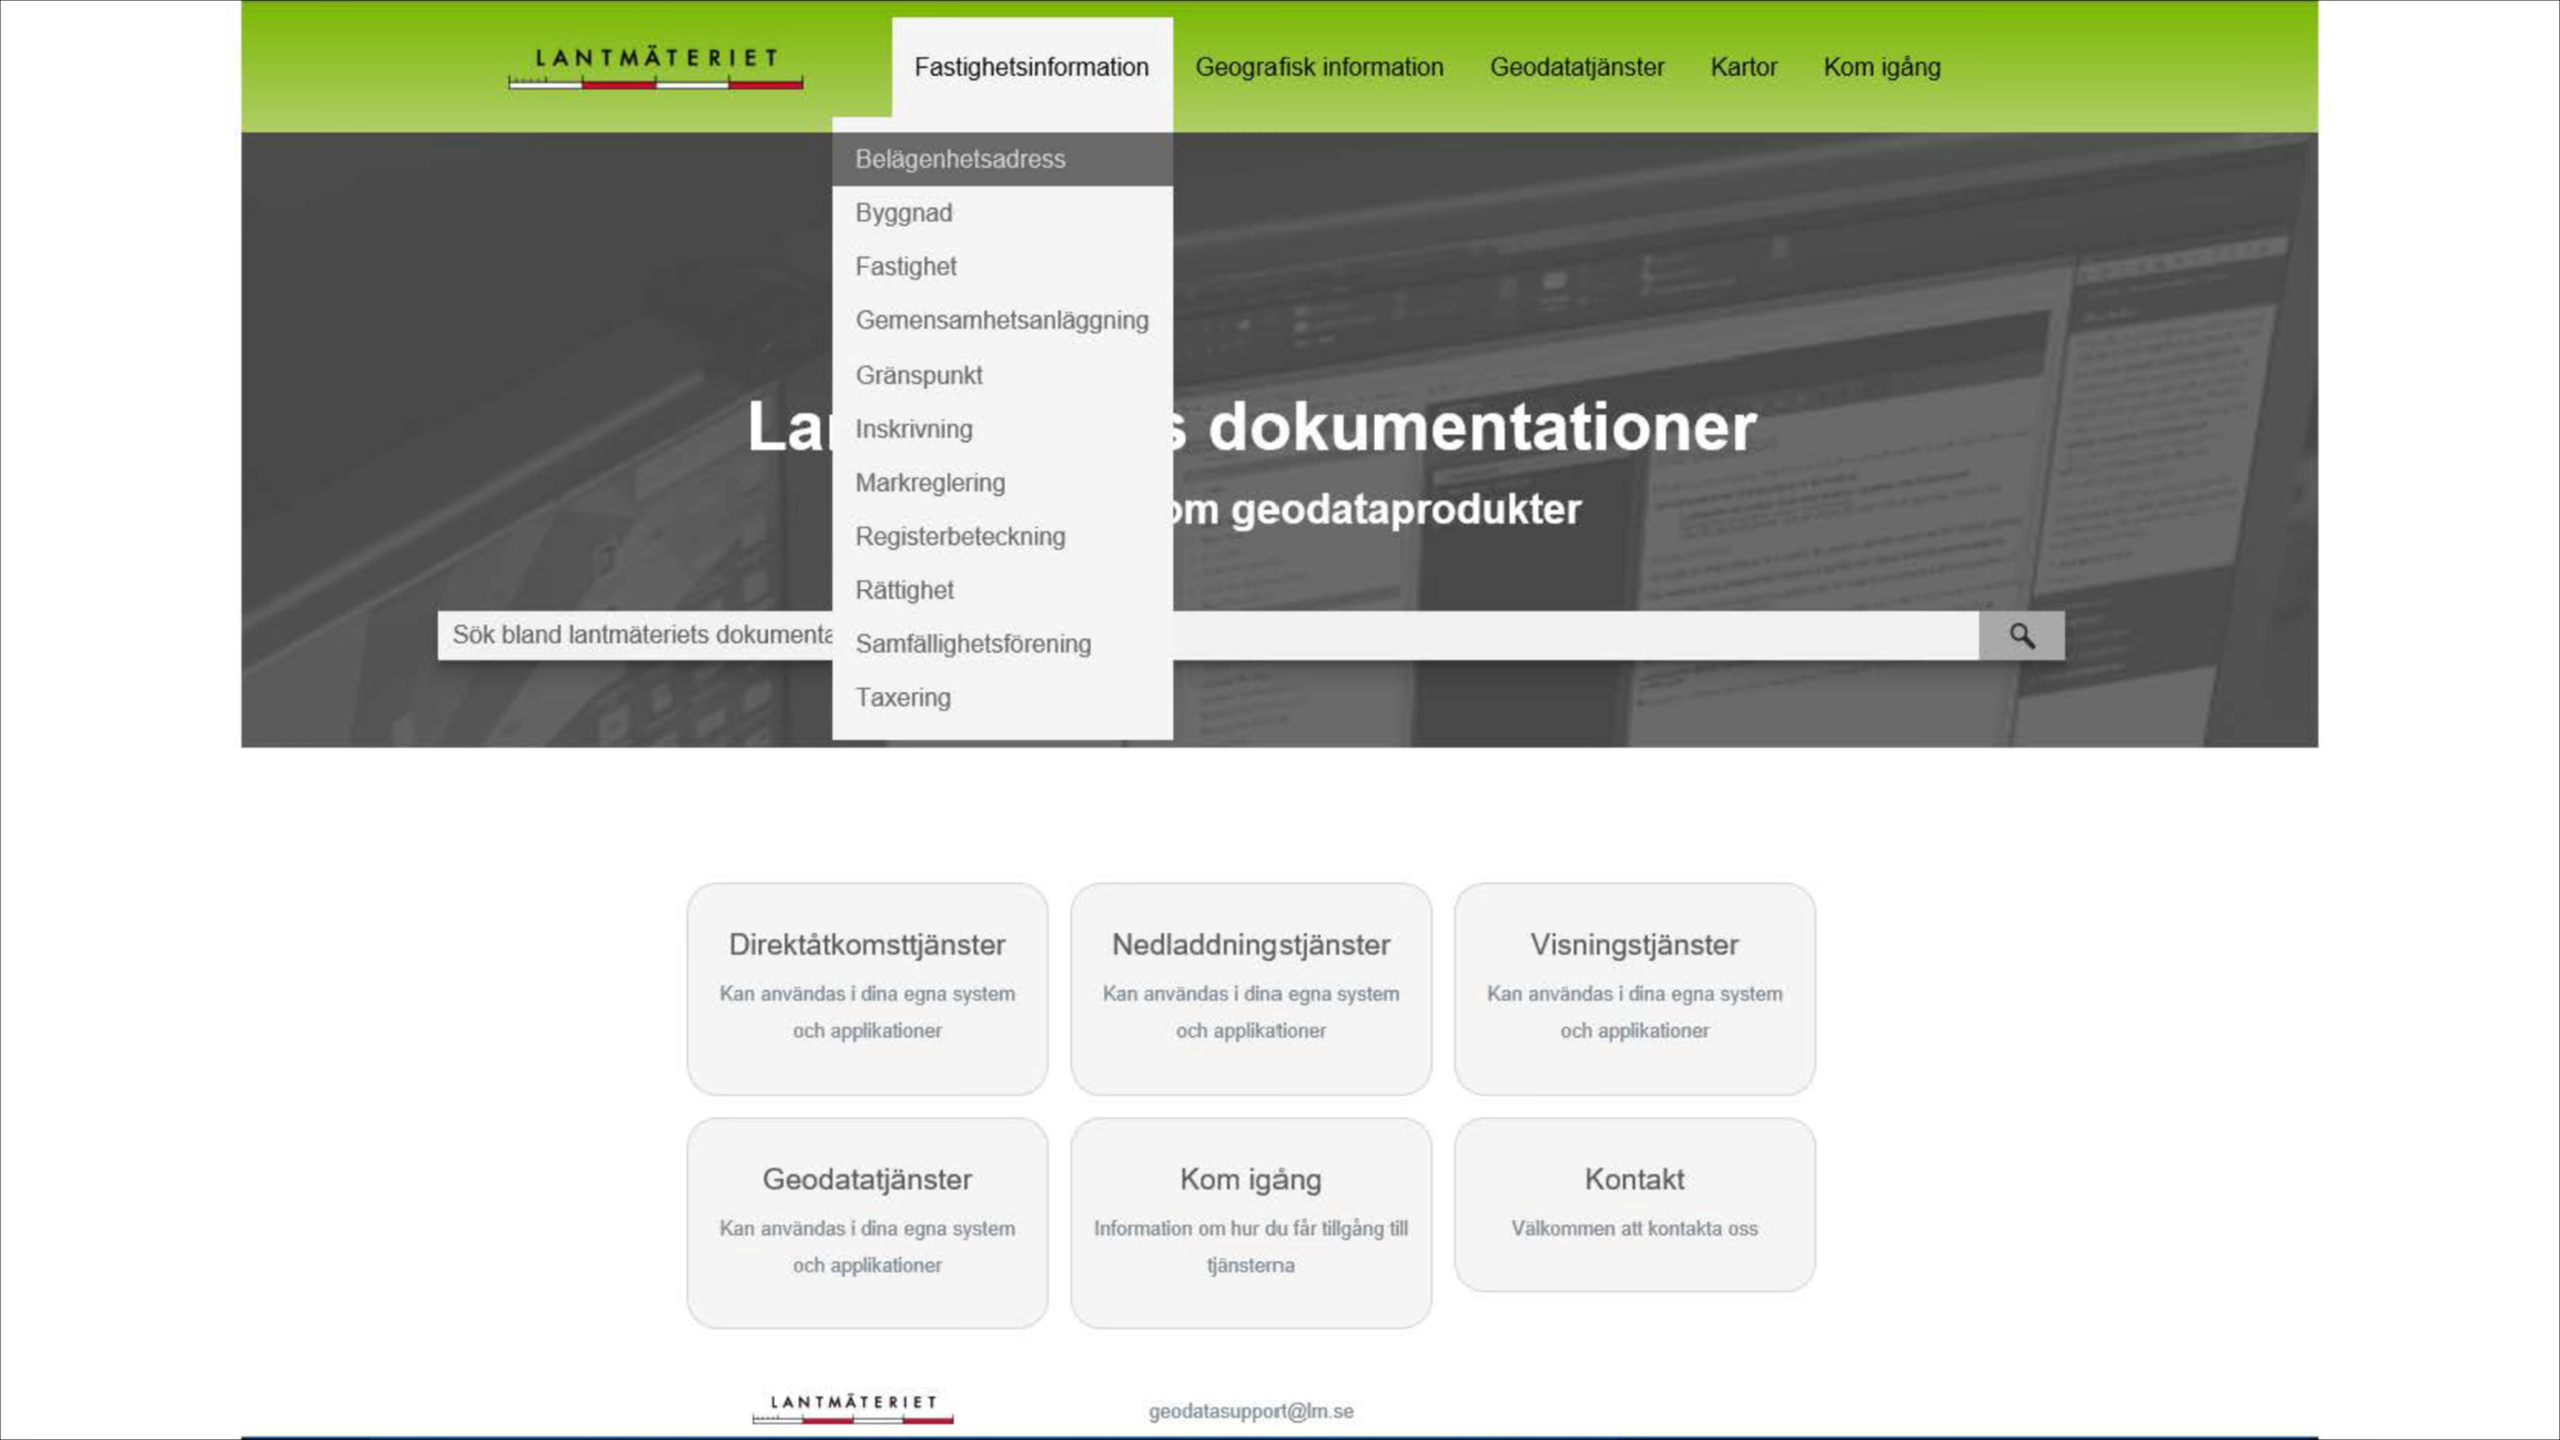 LANTMÄTERIET
Fastighetsinformation
Geografisk information
Geodatatjänster
Kartor
Kom igång
Belägenhetsadress
Byggnad
Fastighet
Gemensamhetsanläggning
Gränspunkt
Inskrivning
Markreglering
Registerbeteckning
Rättighet
Samfällighetsförening
Taxering
dokumentationer
om geodataprodukter
Sök bland lantmäteriets dokumenta
Direktåtkomsttjänster
Kan användas i dina egna system
och applikationer
Nedladdningstjänster
Kan användas i dina egna system
och applikationer
Visningstjänster
Kan användas i dina egna system
och applikationer
Geodatatjänster
Kan användas i dina egna system
och applikationer
Kom igång
Information om hur du får tillgång till
tjänsterna
Kontakt
Välkommen att kontakta oss
LANTMÄTERIET
geodatasupport@lm.se